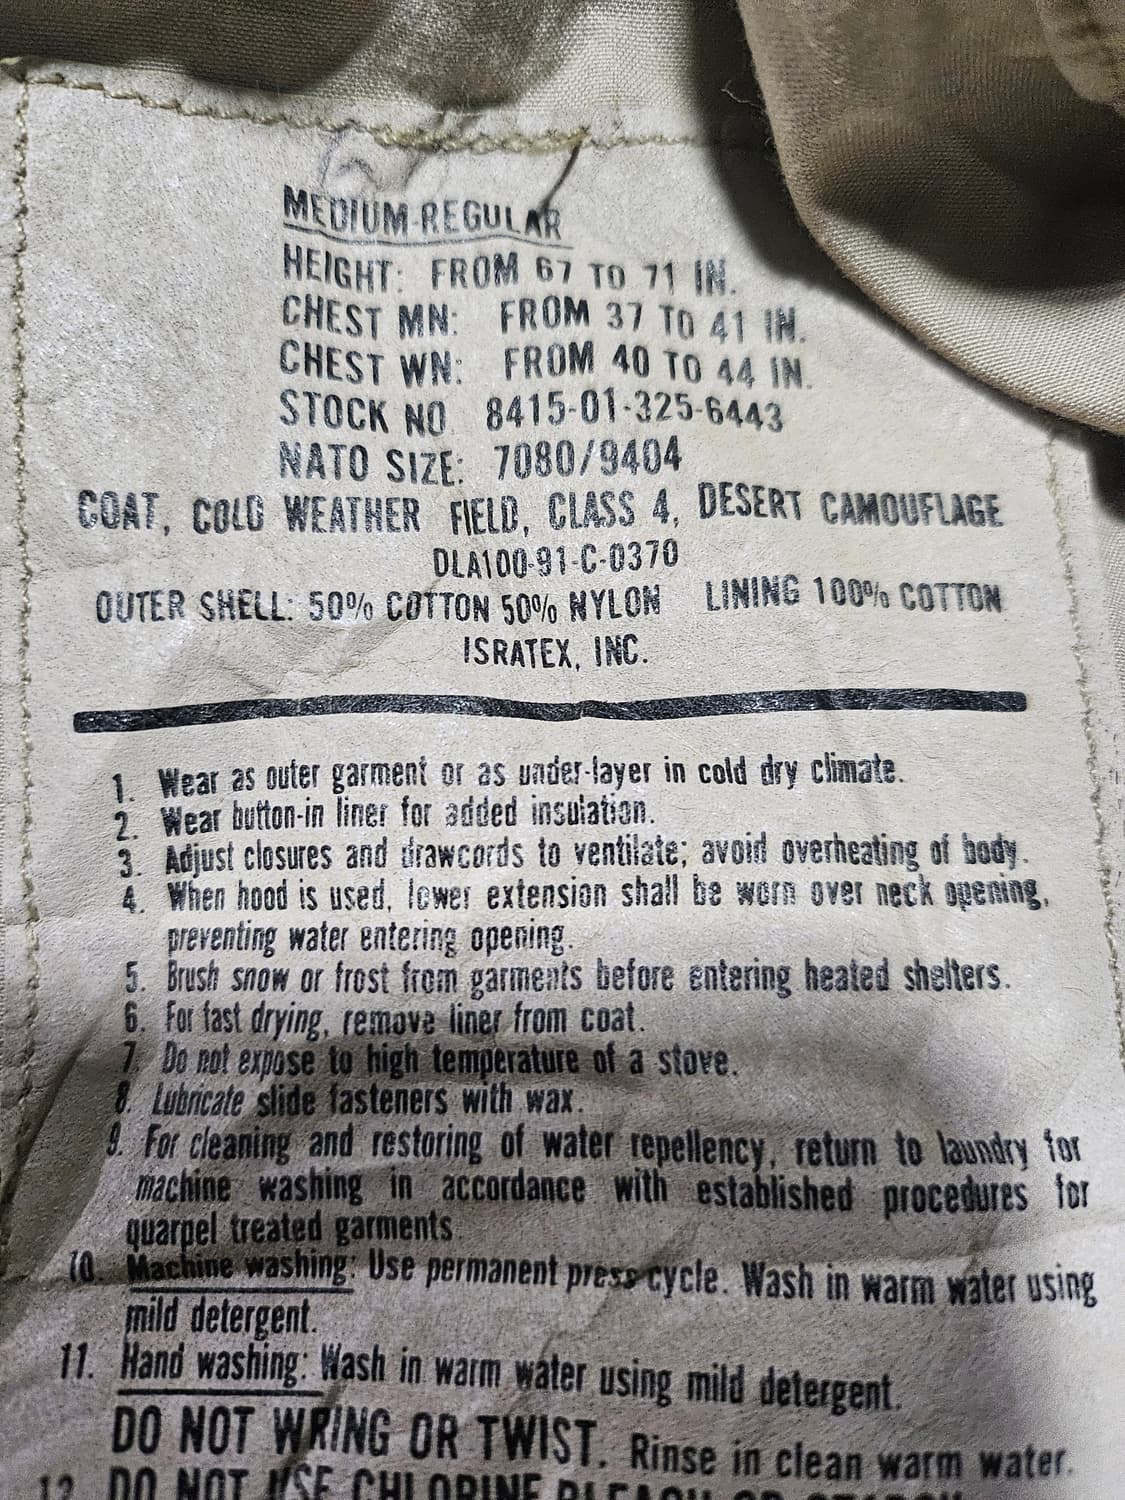 MEDIUM-REGULAR
HEIGHT: FROM 67 TO 71 IN.
CHEST MN: FROM 37 TO 41 IN.
CHEST WN: FROM 40 TO 44 IN.
STOCK NO 8415-01-325-6443
NATO SIZE: 7080/9404
COAT, COLD WEATHER FIELD, CLASS 4, DESERT CAMOUFLAGE
DLA100-91-C-0370
OUTER SHELL: 50% COTTON 50% NYLON LINING 100% COTTON
ISRATEX, INC.
1. Wear as outer garment or as under-layer in cold dry climate.
2. Wear button-in liner for added insulation.
3. Adjust closures and drawcords to ventilate; avoid overheating of body.
4. When hood is used, lower extension shall be worn over neck opening,
preventing water entering opening.
5. Brush snow or frost from garments before entering heated shelters.
6. For fast drying, remove liner from coat.
7. Do not expose to high temperature of a stove.
8. Lubricate slide fasteners with wax.
9. For cleaning and restoring of water repellency, return to laundry for
machine washing in accordance with established procedures for
quarpel treated garments
10. Machine washing: Use permanent press cycle. Wash in warm water using
mild detergent.
11. Hand washing: Wash in warm water using mild detergent.
DO NOT WRING OR TWIST. Rinse in clean warm water.
12 DO NOT USE CHLORINE BLEACH OR STARCH